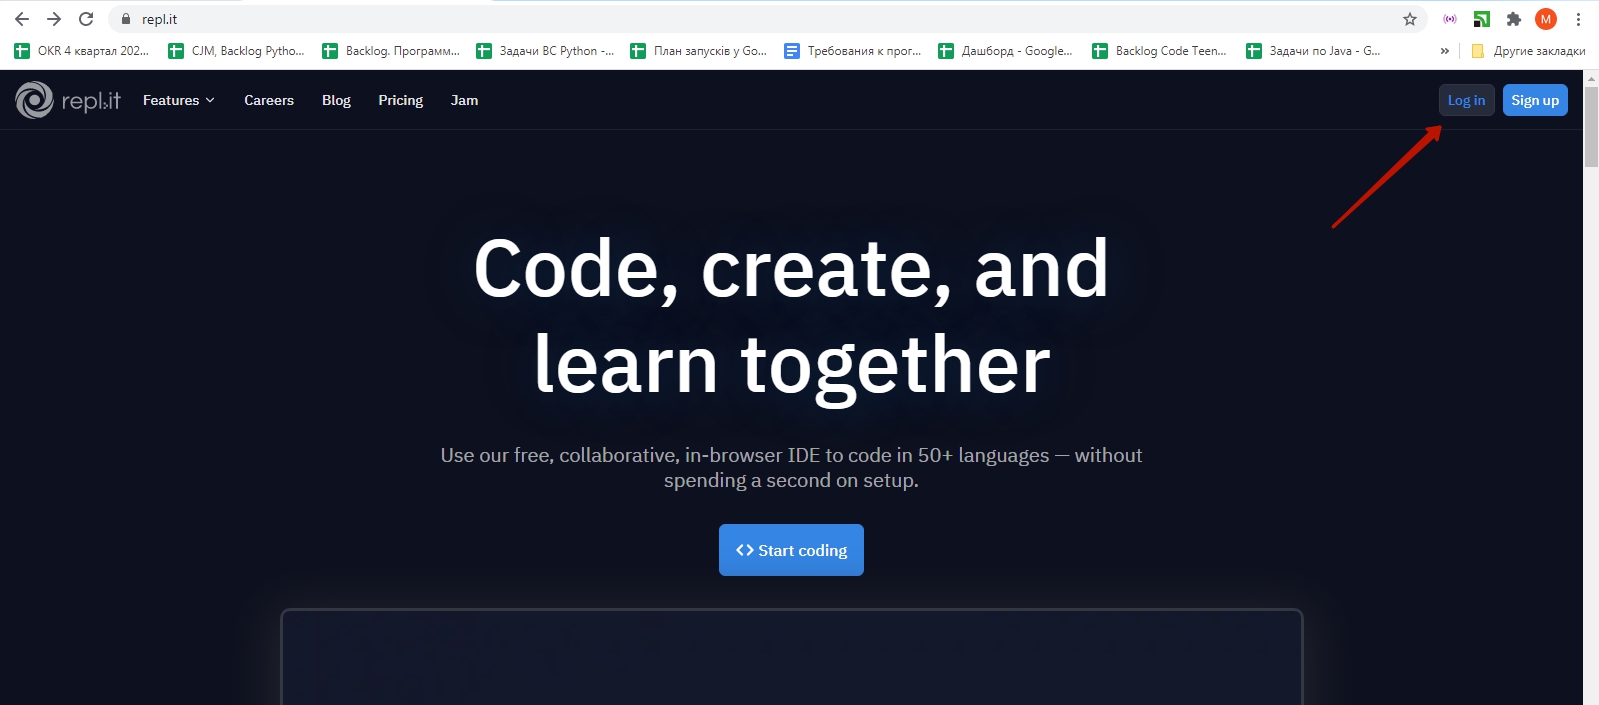 repl.it
M
OKR 4 квартал 202...
CJM, Backlog Pytho...
Backlog. Программ...
Задачи ВС Python -...
План запусків у Go...
Требования к прог...
Дашборд - Google...
Backlog Code Teen...
Задачи по Java - G...
»
Другие закладки
repl.it
Features
Careers
Blog
Pricing
Jam
Log in
Sign up
Code, create, and
learn together
Use our free, collaborative, in-browser IDE to code in 50+ languages — without
spending a second on setup.
<> Start coding